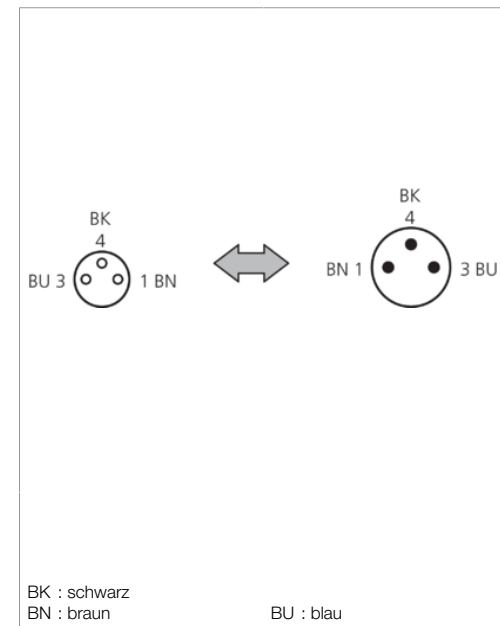 BK
4
BU 3 1 BN
BK
4
BN 1 3 BU
BK : schwarz
BN : braun BU : blau